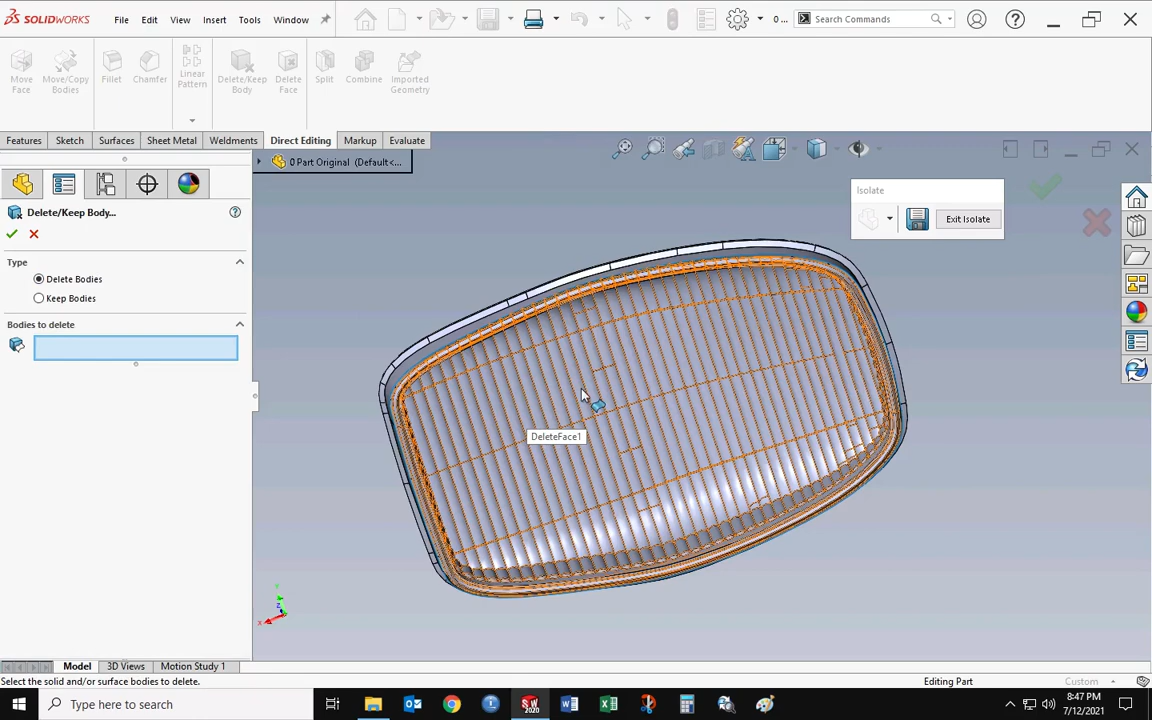 SOLIDWORKS File Edit View Insert Tools Window 0 ... Search Commands
Move Face
Move/Copy Bodies
Fillet
Chamfer
Linear Pattern
Delete/Keep Body
Delete Face
Split
Combine
Imported Geometry
Features Sketch Surfaces Sheet Metal Weldments Direct Editing Markup Evaluate
0 Part Original (Default<...
Isolate
Exit Isolate
Delete/Keep Body...
Type
Delete Bodies
Keep Bodies
Bodies to delete
DeleteFace1
Y
Z
X
Model 3D Views Motion Study 1
Select the solid and/or surface bodies to delete. Editing Part Custom
Type here to search
8:47 PM
7/12/2021